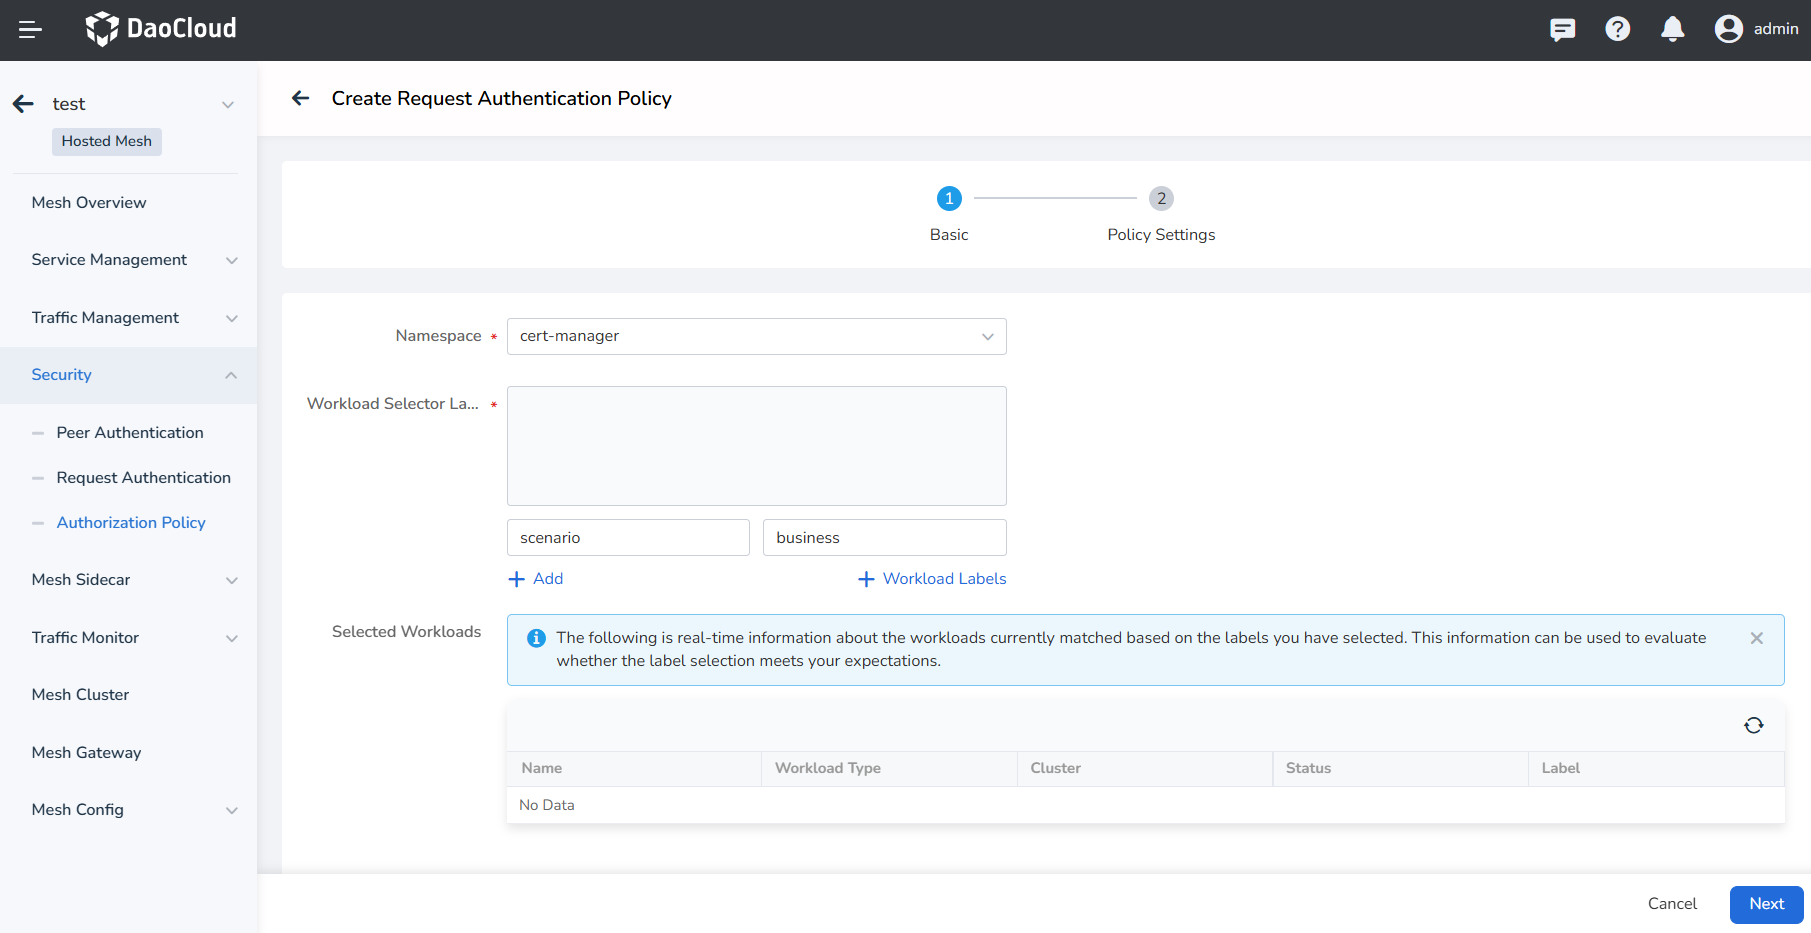 DaoCloud
admin
test
Hosted Mesh
Mesh Overview
Service Management
Traffic Management
Security
Peer Authentication
Request Authentication
Authorization Policy
Mesh Sidecar
Traffic Monitor
Mesh Cluster
Mesh Gateway
Mesh Config
Create Request Authentication Policy
1
2
Basic
Policy Settings
Namespace *
cert-manager
Workload Selector La... *
scenario
business
Add
Workload Labels
Selected Workloads
The following is real-time information about the workloads currently matched based on the labels you have selected. This information can be used to evaluate
whether the label selection meets your expectations.
Name
Workload Type
Cluster
Status
Label
No Data
Cancel
Next